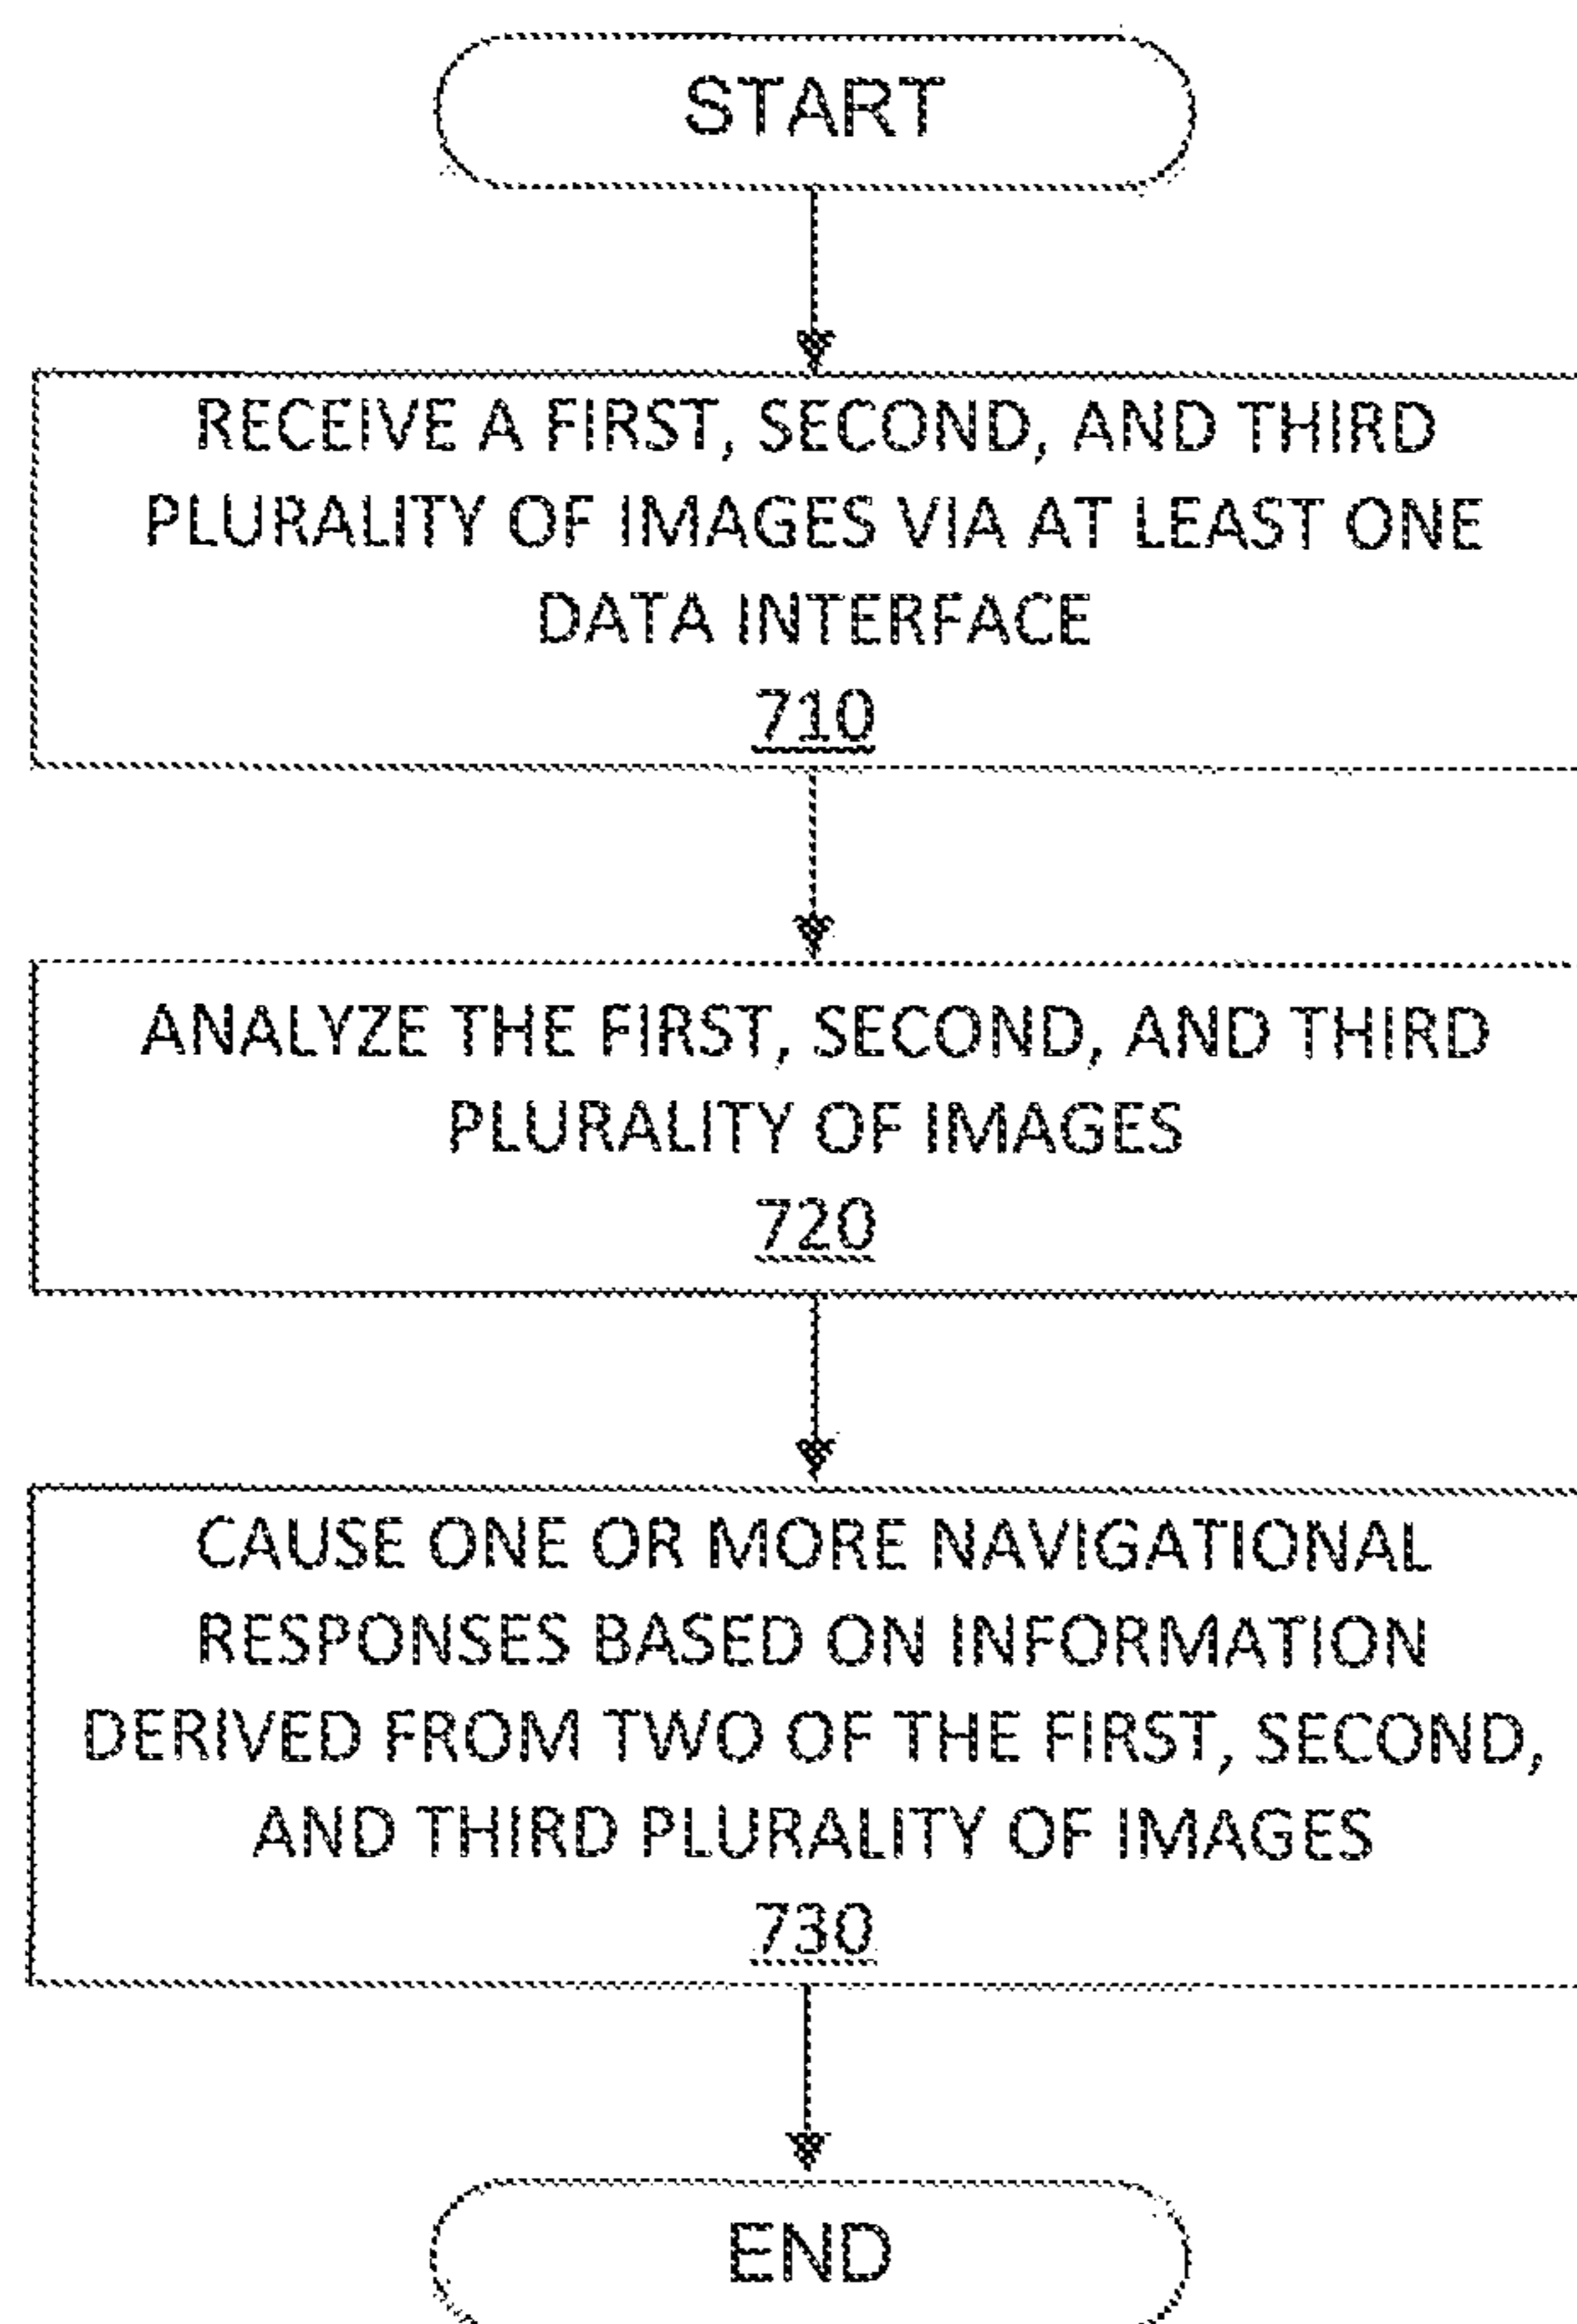 START
RECEIVE A FIRST, SECOND, AND THIRD
PLURALITY OF IMAGES VIA AT LEAST ONE
DATA INTERFACE
710
ANALYZE THE FIRST, SECOND, AND THIRD
PLURALITY OF IMAGES
720
CAUSE ONE OR MORE NAVIGATIONAL
RESPONSES BASED ON INFORMATION
DERIVED FROM TWO OF THE FIRST, SECOND,
AND THIRD PLURALITY OF IMAGES
730
END